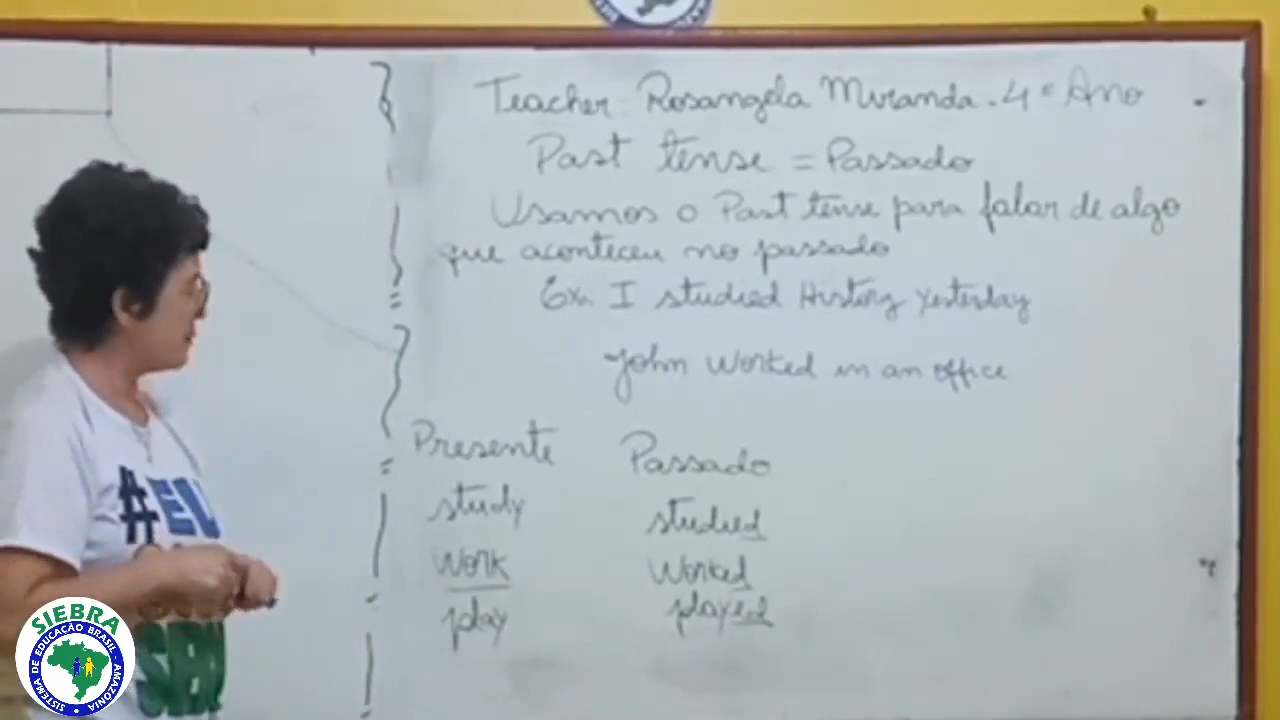 Teacher: Rosangela Miranda - 4º Ano
Past tense = Passado
Usamos o Past tense para falar de algo
que aconteceu no passado
Ex. I studied History Yesterday
John Worked in an office
Presente Passado
study studied
Work Worked
play played
#EU
SIEBRA
SISTEMA DE EDUCAÇÃO BRASIL - AMAZÔNIA